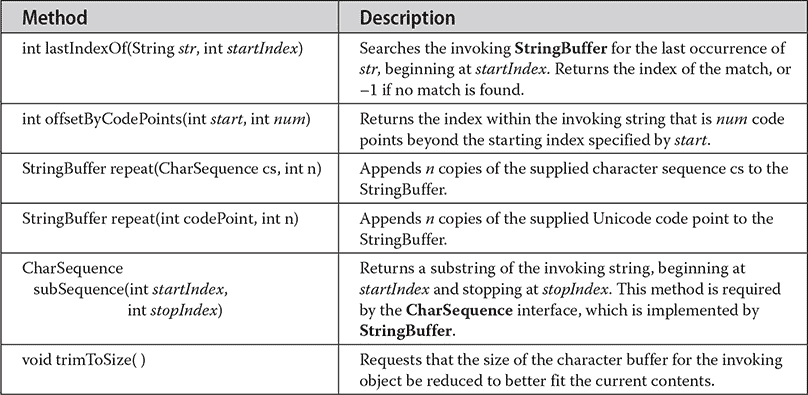 Method Description
int lastIndexOf(String str, int startIndex) Searches the invoking StringBuffer for the last occurrence of
str, beginning at startIndex. Returns the index of the match, or
–1 if no match is found.
int offsetByCodePoints(int start, int num) Returns the index within the invoking string that is num code
points beyond the starting index specified by start.
StringBuffer repeat(CharSequence cs, int n) Appends n copies of the supplied character sequence cs to the
StringBuffer.
StringBuffer repeat(int codePoint, int n) Appends n copies of the supplied Unicode code point to the
StringBuffer.
CharSequence Returns a substring of the invoking string, beginning at
subSequence(int startIndex, startIndex and stopping at stopIndex. This method is required
int stopIndex) by the CharSequence interface, which is implemented by
StringBuffer.
void trimToSize( ) Requests that the size of the character buffer for the invoking
object be reduced to better fit the current contents.